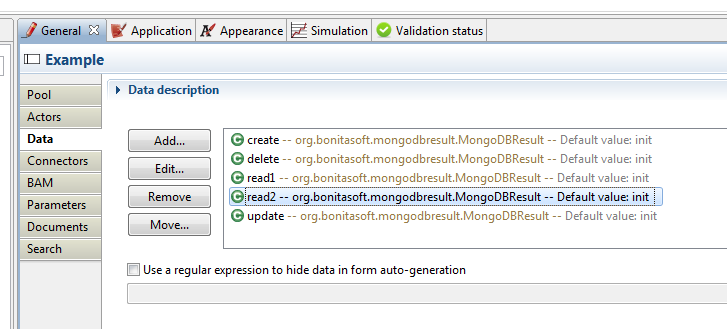 General Application Appearance Simulation Validation status
Example
Pool
Actors
Data
Connectors
BAM
Parameters
Documents
Search
Data description
Add...
Edit...
Remove
Move...
create -- org.bonitasoft.mongodbresult.MongoDBResult -- Default value: init
delete -- org.bonitasoft.mongodbresult.MongoDBResult -- Default value: init
read1 -- org.bonitasoft.mongodbresult.MongoDBResult -- Default value: init
read2 -- org.bonitasoft.mongodbresult.MongoDBResult -- Default value: init
update -- org.bonitasoft.mongodbresult.MongoDBResult -- Default value: init
Use a regular expression to hide data in form auto-generation